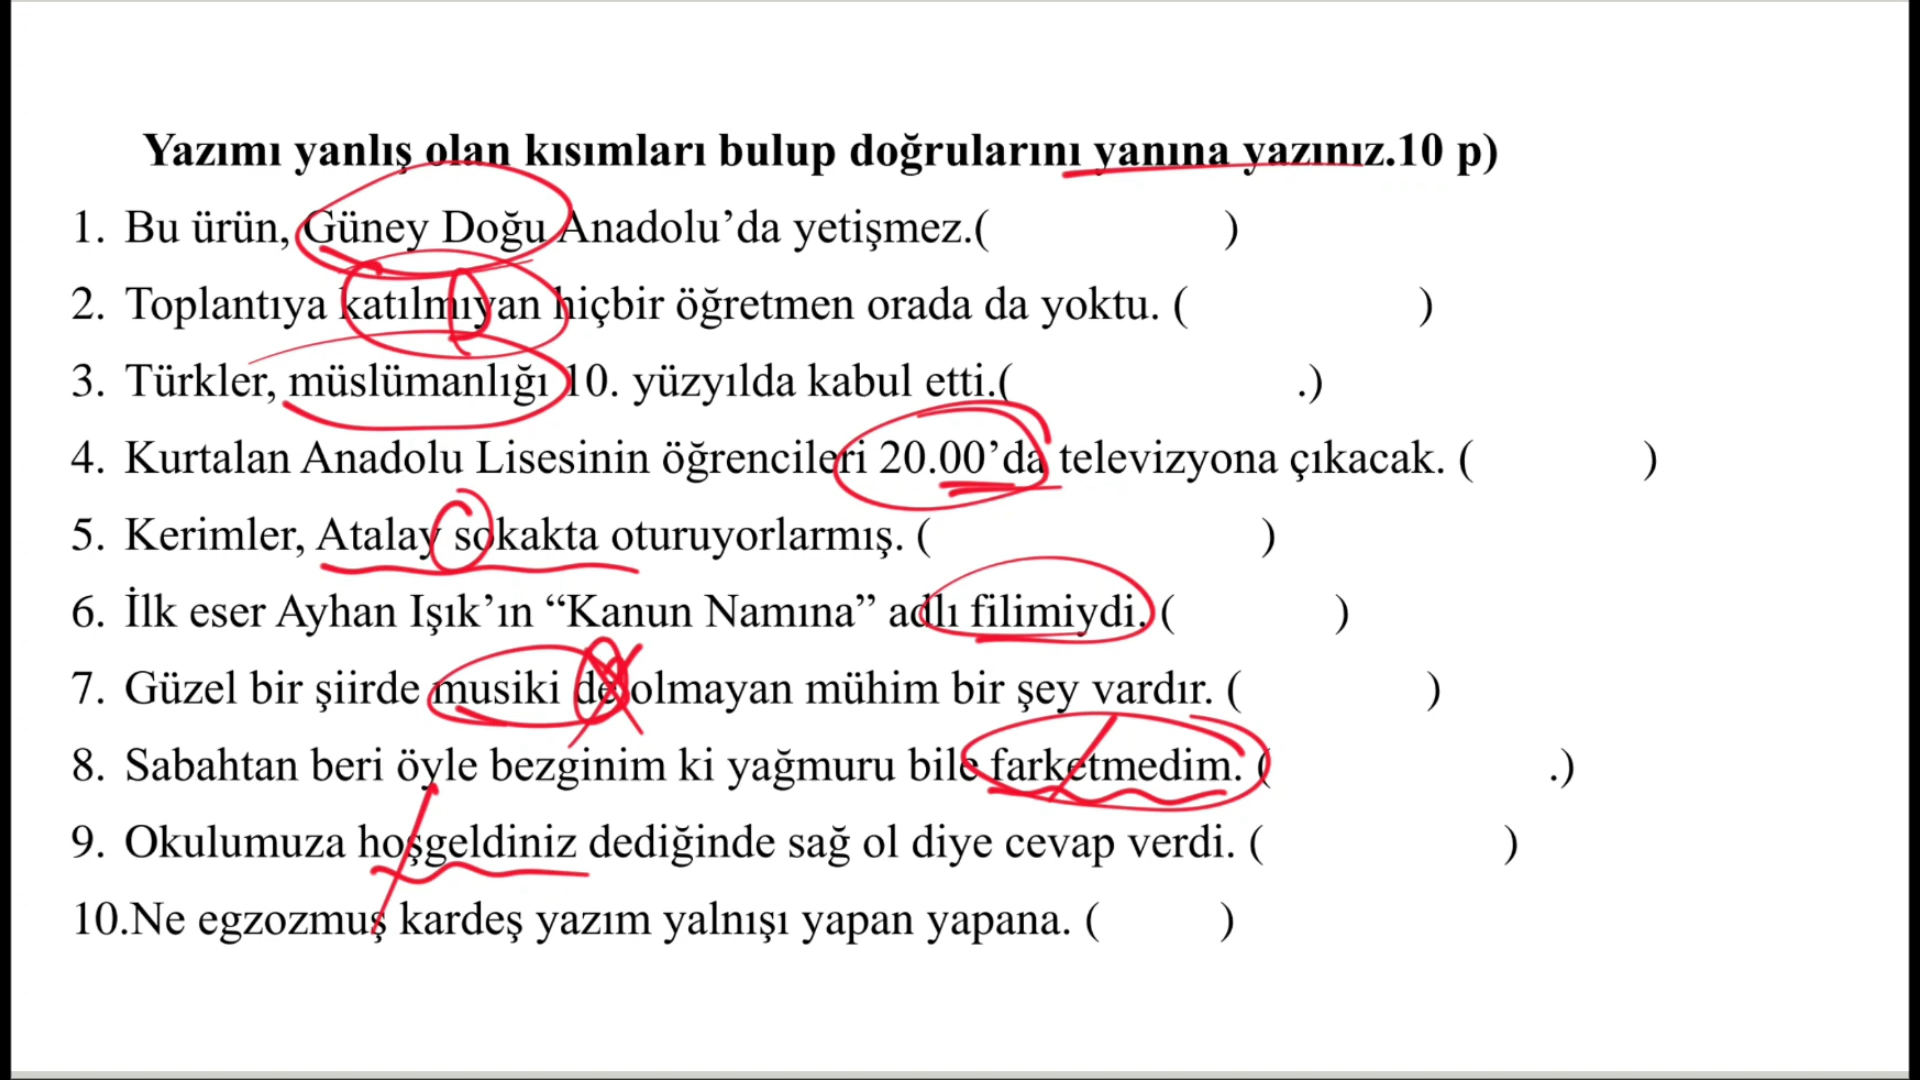 Yazımı yanlış olan kısımları bulup doğrularını yanına yazınız.10 p)
1. Bu ürün, Güney Doğu Anadolu’da yetişmez.( )
2. Toplantıya katılmıyan hiçbir öğretmen orada da yoktu. ( )
3. Türkler, müslümanlığı 10. yüzyılda kabul etti.( .)
4. Kurtalan Anadolu Lisesinin öğrencileri 20.00’da televizyona çıkacak. ( )
5. Kerimler, Atalay sokakta oturuyorlarmış. ( )
6. İlk eser Ayhan Işık’ın “Kanun Namına” adlı filimiydi. ( )
7. Güzel bir şiirde musiki de olmayan mühim bir şey vardır. ( )
8. Sabahtan beri öyle bezginim ki yağmuru bile farketmedim. ( .)
9. Okulumuza hoşgeldiniz dediğinde sağ ol diye cevap verdi. ( )
10.Ne egzozmuş kardeş yazım yalnışı yapan yapana. ( )